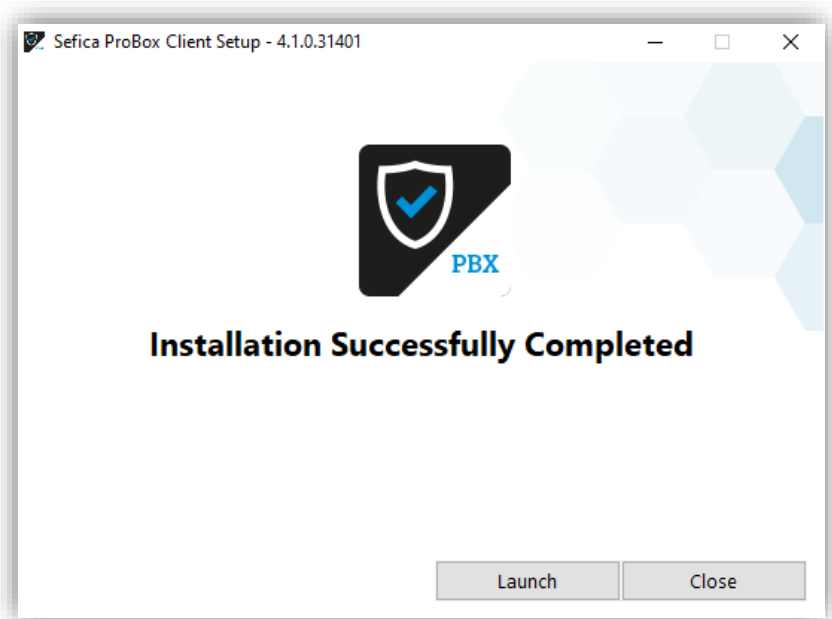 Sefica ProBox Client Setup - 4.1.0.31401
PBX
Installation Successfully Completed
Launch
Close